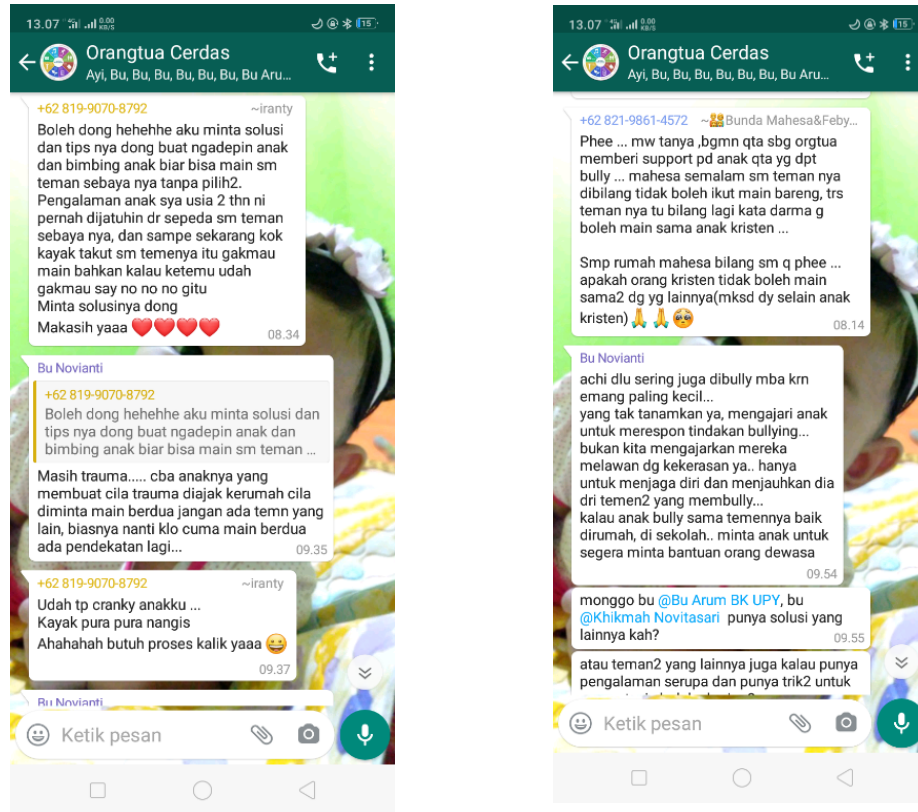 13.07
0.00
KB/S
15
Orangtua Cerdas
Ayi, Bu, Bu, Bu, Bu, Bu, Bu, Bu Aru...
+62 819-9070-8792 ~iranty
Boleh dong hehehhe aku minta solusi
dan tips nya dong buat ngadepin anak
dan bimbing anak biar bisa main sm
teman sebaya nya tanpa pilih2.
Pengalaman anak sya usia 2 thn ni
pernah dijatuhin dr sepeda sm teman
sebaya nya, dan sampe sekarang kok
kayak takut sm temenya itu gakmau
main bahkan kalau ketemu udah
gakmau say no no no gitu
Minta solusinya dong
Makasih yaaa ❤️❤️❤️❤️
08.34
Bu Novianti
+62 819-9070-8792
Boleh dong hehehhe aku minta solusi dan
tips nya dong buat ngadepin anak dan
bimbing anak biar bisa main sm teman ...
Masih trauma..... cba anaknya yang
membuat cila trauma diajak kerumah cila
diminta main berdua jangan ada temn yang
lain, biasnya nanti klo cuma main berdua
ada pendekatan lagi...
09.35
+62 819-9070-8792 ~iranty
Udah tp cranky anakku ...
Kayak pura pura nangis
Ahahahah butuh proses kalik yaaa 😀
09.37
Bu Novianti
Ketik pesan
13.07
0.00
KB/S
15
Orangtua Cerdas
Ayi, Bu, Bu, Bu, Bu, Bu, Bu, Bu Aru...
+62 821-9861-4572 ~👨‍👩‍👧‍👦Bunda Mahesa&Feby...
Phee ... mw tanya ,bgmn qta sbg orgtua
memberi support pd anak qta yg dpt
bully ... mahesa semalam sm teman nya
dibilang tidak boleh ikut main bareng, trs
teman nya tu bilang lagi kata darma g
boleh main sama anak kristen ...
Smp rumah mahesa bilang sm q phee ...
apakah orang kristen tidak boleh main
sama2 dg yg lainnya(mksd dy selain anak
kristen)🙏🙏🥺
08.14
Bu Novianti
achi dlu sering juga dibully mba krn
emang paling kecil...
yang tak tanamkan ya, mengajari anak
untuk merespon tindakan bullying...
bukan kita mengajarkan mereka
melawan dg kekerasan ya.. hanya
untuk menjaga diri dan menjauhkan dia
dri temen2 yang membully...
kalau anak bully sama temennya baik
dirumah, di sekolah.. minta anak untuk
segera minta bantuan orang dewasa
09.54
monggo bu @Bu Arum BK UPY, bu
@Khikmah Novitasari punya solusi yang
lainnya kah?
09.55
atau teman2 yang lainnya juga kalau punya
pengalaman serupa dan punya trik2 untuk
Ketik pesan